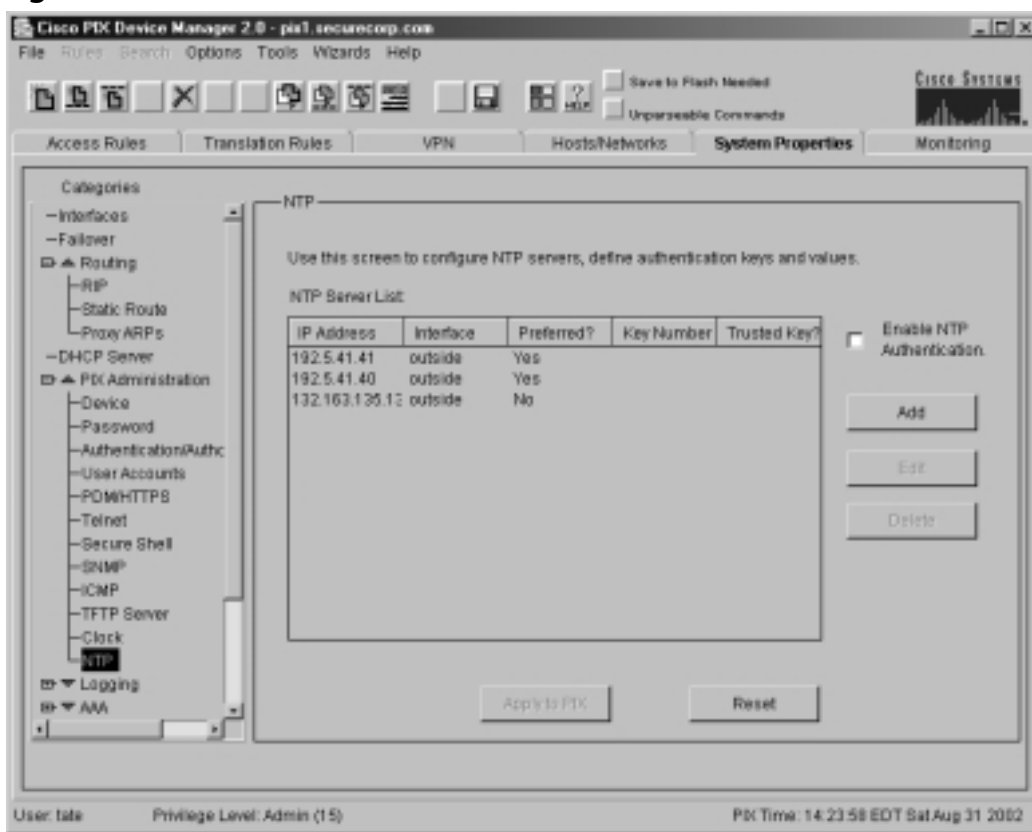 Cisco PIX Device Manager 2.0 - pix1.securecorp.com
File Rules Search Options Tools Wizards Help
Save to Flash Needed
Unparseable Commands
HELP
CISCO SYSTEMS
Access Rules Translation Rules VPN Hosts/Networks System Properties Monitoring
Categories
Interfaces
Failover
Routing
RIP
Static Route
Proxy ARPs
DHCP Server
PIX Administration
Device
Password
Authentication/Authc
User Accounts
PDM/HTTPS
Telnet
Secure Shell
SNMP
ICMP
TFTP Server
Clock
NTP
Logging
AAA
NTP
Use this screen to configure NTP servers, define authentication keys and values.
NTP Server List:
IP Address Interface Preferred? Key Number Trusted Key?
192.5.41.41 outside Yes
192.5.41.40 outside Yes
132.163.135.13 outside No
Enable NTP
Authentication.
Add
Edit
Delete
Apply to PIX Reset
User: tate Privilege Level: Admin (15) PIX Time: 14:23:58 EDT Sat Aug 31 2002